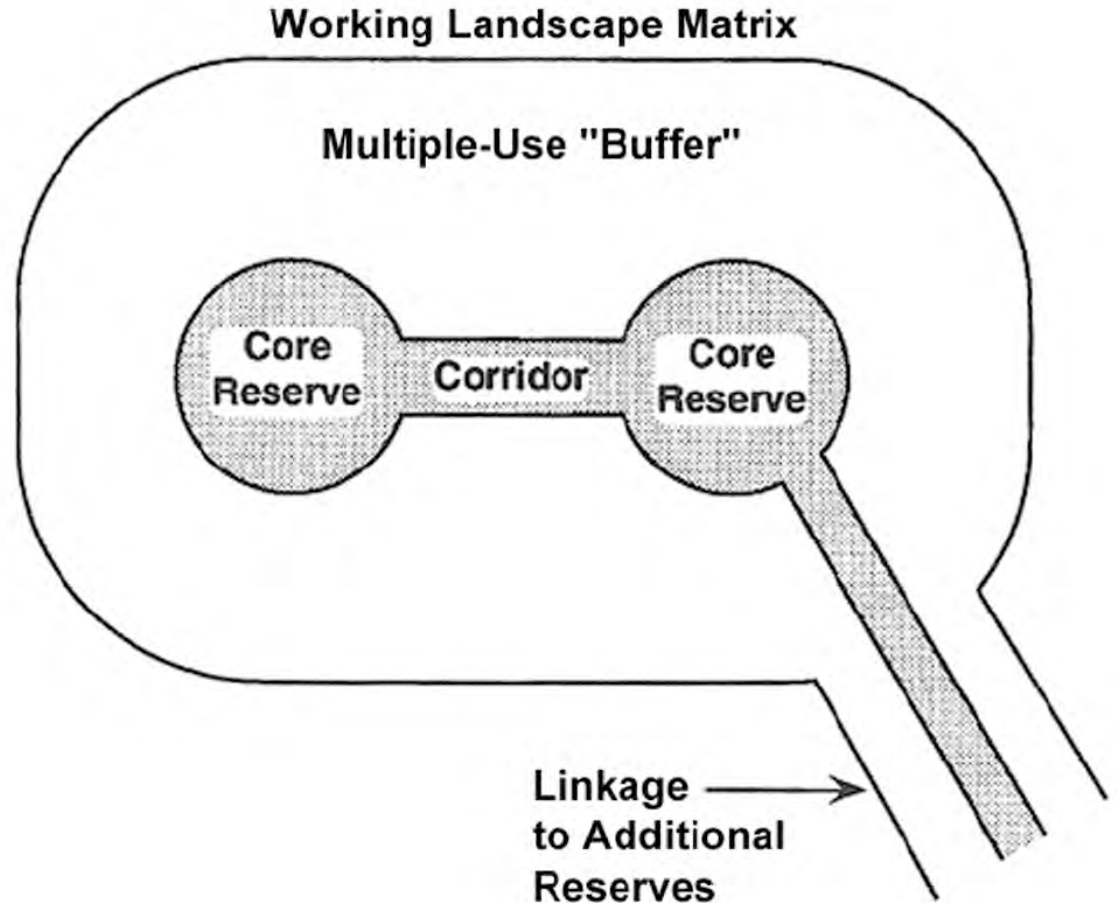 Working Landscape Matrix
Multiple-Use "Buffer"
Core
Reserve
Corridor
Core
Reserve
Linkage
to Additional
Reserves